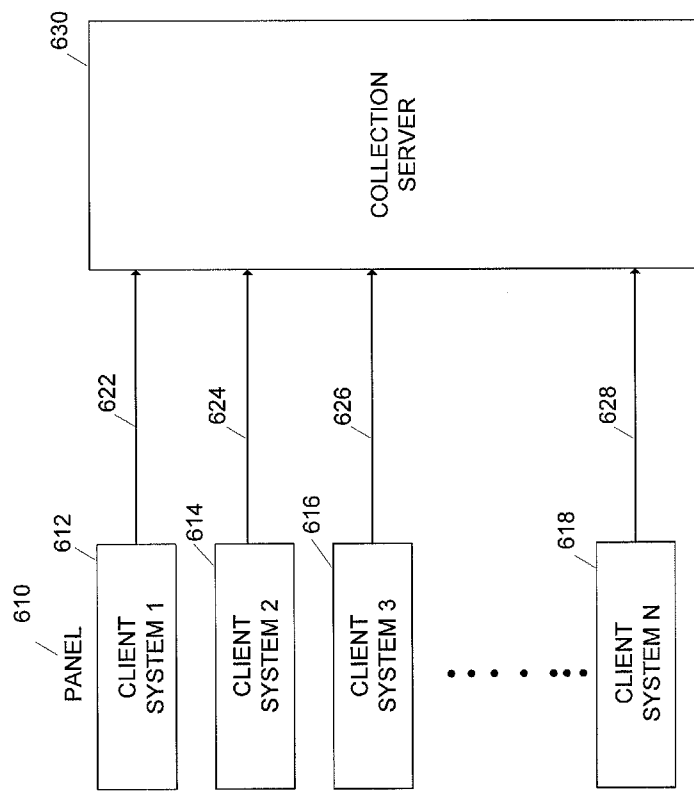 PANEL
610
612
CLIENT
SYSTEM 1
614
CLIENT
SYSTEM 2
616
CLIENT
SYSTEM 3
618
CLIENT
SYSTEM N
622
624
626
628
630
COLLECTION
SERVER